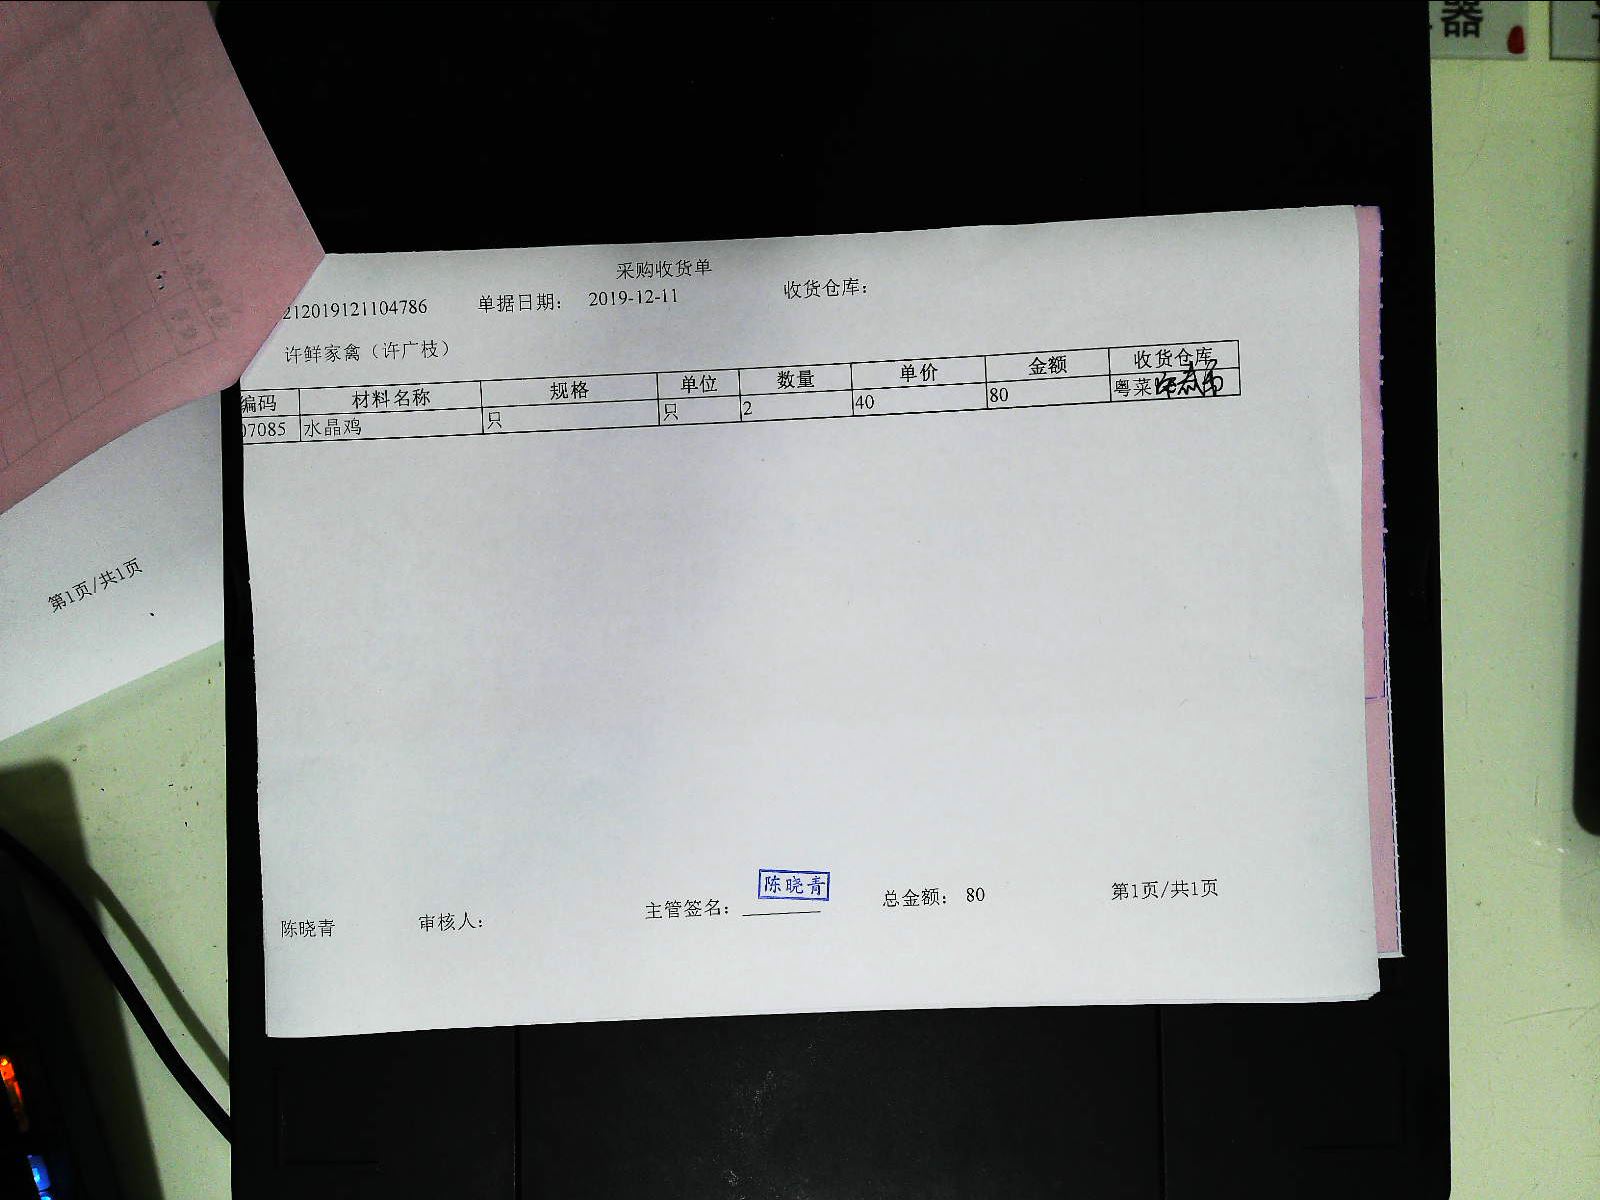 器
采购收货单
212019121104786 单据日期： 2019-12-11 收货仓库：
许鲜家禽（许广枝）
编码 材料名称 规格 单位 数量 单价 金额 收货仓库
07085 水晶鸡 只 只 2 40 80 粤菜
第1页/共1页
陈晓青
陈晓青 审核人： 主管签名： 总金额： 80 第1页/共1页